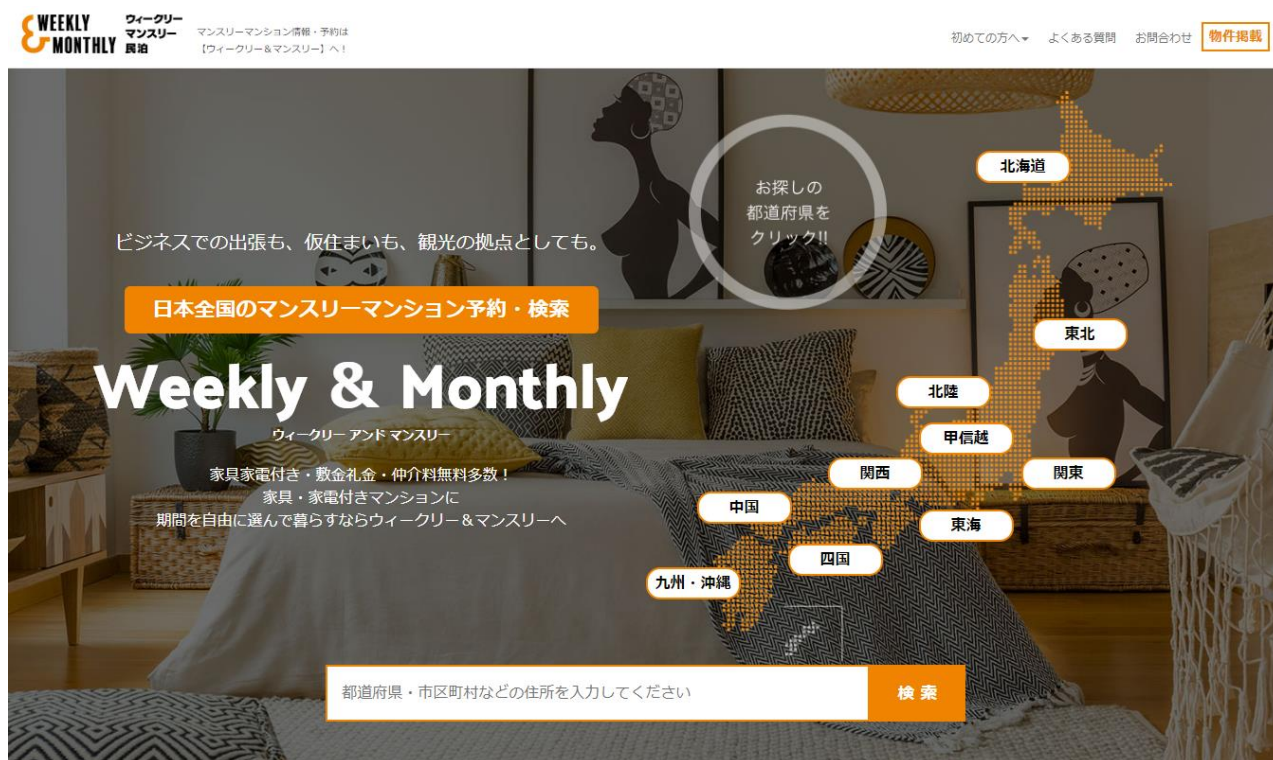 WEEKLY
&MONTHLY
ウィークリー
マンスリー
民泊
マンスリーマンション情報・予約は
【ウィークリー&マンスリー】へ！
初めての方へ▾
よくある質問
お問合わせ
物件掲載
お探しの
都道府県を
クリック!!
北海道
ビジネスでの出張も、仮住まいも、観光の拠点としても。
日本全国のマンスリーマンション予約・検索
東北
Weekly & Monthly
ウィークリー アンド マンスリー
北陸
甲信越
関西
関東
家具家電付き・敷金礼金・仲介料無料多数！
家具・家電付きマンションに
期間を自由に選んで暮らすならウィークリー&マンスリーへ
中国
東海
四国
九州・沖縄
都道府県・市区町村などの住所を入力してください
検 索